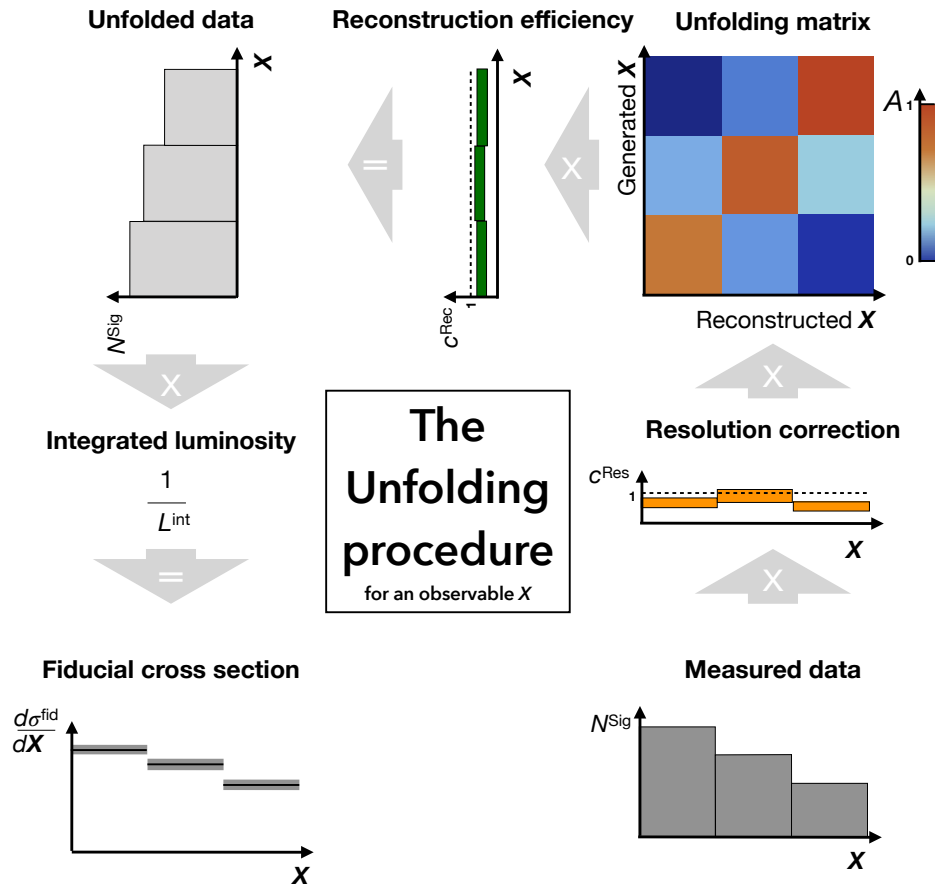 Unfolded data
Reconstruction efficiency
Unfolding matrix
X
N^Sig
=
X
c^Rec
1
X
Generated X
Reconstructed X
A
1
0
X
Integrated luminosity
1
L^int
=
The
Unfolding
procedure
for an observable X
X
Resolution correction
c^Res
1
X
X
Fiducial cross section
dσ^fid
dX
X
Measured data
N^Sig
X